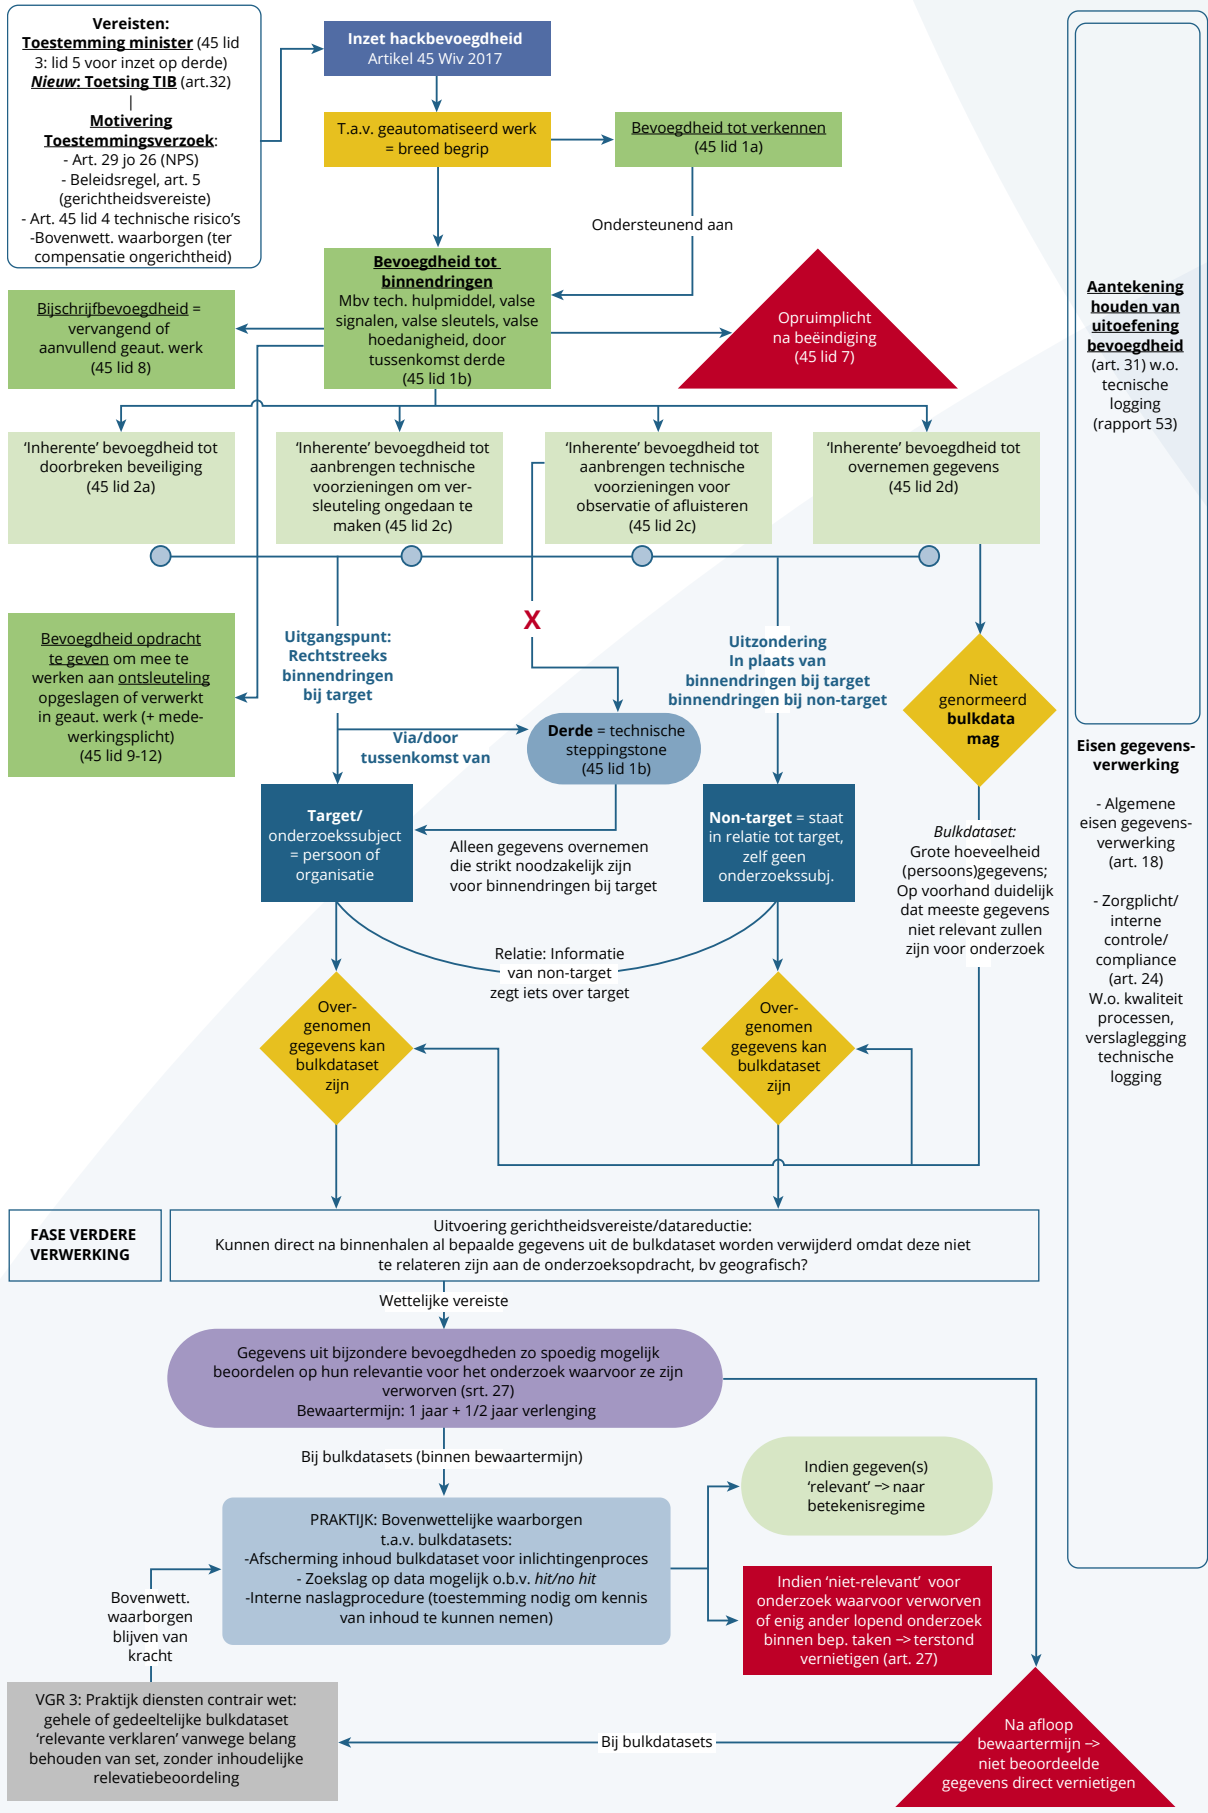 Vereisten:
Toestemming minister (45 lid
3: lid 5 voor inzet op derde)
Nieuw: Toetsing TIB (art.32)
|
Motivering
Toestemmingsverzoek:
- Art. 29 jo 26 (NPS)
- Beleidsregel, art. 5
(gerichtheidsvereiste)
- Art. 45 lid 4 technische risico's
-Bovenwett. waarborgen (ter
compensatie ongerichtheid)
Inzet hackbevoegdheid
Artikel 45 Wiv 2017
T.a.v. geautomatiseerd werk
= breed begrip
Bevoegdheid tot verkennen
(45 lid 1a)
Ondersteunend aan
Bevoegdheid tot
binnendringen
Mbv tech. hulpmiddel, valse
signalen, valse sleutels, valse
hoedanigheid, door
tussenkomst derde
(45 lid 1b)
Bijschrijfbevoegdheid =
vervangend of
aanvullend geaut. werk
(45 lid 8)
Opruimplicht
na beëindiging
(45 lid 7)
Aantekening
houden van
uitoefening
bevoegdheid
(art. 31) w.o.
tecnische
logging
(rapport 53)
'Inherente' bevoegdheid tot
doorbreken beveiliging
(45 lid 2a)
'Inherente' bevoegdheid tot
aanbrengen technische
voorzieningen om ver-
sleuteling ongedaan te
maken (45 lid 2c)
'Inherente' bevoegdheid tot
aanbrengen technische
voorzieningen voor
observatie of afluisteren
(45 lid 2c)
'Inherente' bevoegdheid tot
overnemen gegevens
(45 lid 2d)
X
Bevoegdheid opdracht
te geven om mee te
werken aan ontsleuteling
opgeslagen of verwerkt
in geaut. werk (+ mede-
werkingsplicht)
(45 lid 9-12)
Uitgangspunt:
Rechtstreeks
binnendringen
bij target
Uitzondering
In plaats van
binnendringen bij target
binnendringen bij non-target
Niet
genormeerd
bulkdata
mag
Via/door
tussenkomst van
Derde = technische
steppingstone
(45 lid 1b)
Eisen gegevens-
verwerking
- Algemene
eisen gegevens-
verwerking
(art. 18)
- Zorgplicht/
interne
controle/
compliance
(art. 24)
W.o. kwaliteit
processen,
verslaglegging
technische
logging
Target/
onderzoekssubject
= persoon of
organisatie
Alleen gegevens overnemen
die strikt noodzakelijk zijn
voor binnendringen bij target
Non-target = staat
in relatie tot target,
zelf geen
onderzoekssubj.
Bulkdataset:
Grote hoeveelheid
(persoons)gegevens;
Op voorhand duidelijk
dat meeste gegevens
niet relevant zullen
zijn voor onderzoek
Relatie: Informatie
van non-target
zegt iets over target
Over-
genomen
gegevens kan
bulkdataset
zijn
Over-
genomen
gegevens kan
bulkdataset
zijn
FASE VERDERE
VERWERKING
Uitvoering gerichtheidsvereiste/datareductie:
Kunnen direct na binnenhalen al bepaalde gegevens uit de bulkdataset worden verwijderd omdat deze niet
te relateren zijn aan de onderzoeksopdracht, bv geografisch?
Wettelijke vereiste
Gegevens uit bijzondere bevoegdheden zo spoedig mogelijk
beoordelen op hun relevantie voor het onderzoek waarvoor ze zijn
verworven (srt. 27)
Bewaartermijn: 1 jaar + 1/2 jaar verlenging
Bij bulkdatasets (binnen bewaartermijn)
PRAKTIJK: Bovenwettelijke waarborgen
t.a.v. bulkdatasets:
-Afscherming inhoud bulkdataset voor inlichtingenproces
- Zoekslag op data mogelijk o.b.v. hit/no hit
-Interne naslagprocedure (toestemming nodig om kennis
van inhoud te kunnen nemen)
Indien gegeven(s)
'relevant' -> naar
betekenisregime
Indien 'niet-relevant' voor
onderzoek waarvoor verworven
of enig ander lopend onderzoek
binnen bep. taken -> terstond
vernietigen (art. 27)
Bovenwett.
waarborgen
blijven van
kracht
VGR 3: Praktijk diensten contrair wet:
gehele of gedeeltelijke bulkdataset
'relevante verklaren' vanwege belang
behouden van set, zonder inhoudelijke
relevatiebeoordeling
Bij bulkdatasets
Na afloop
bewaartermijn ->
niet beoordeelde
gegevens direct vernietigen